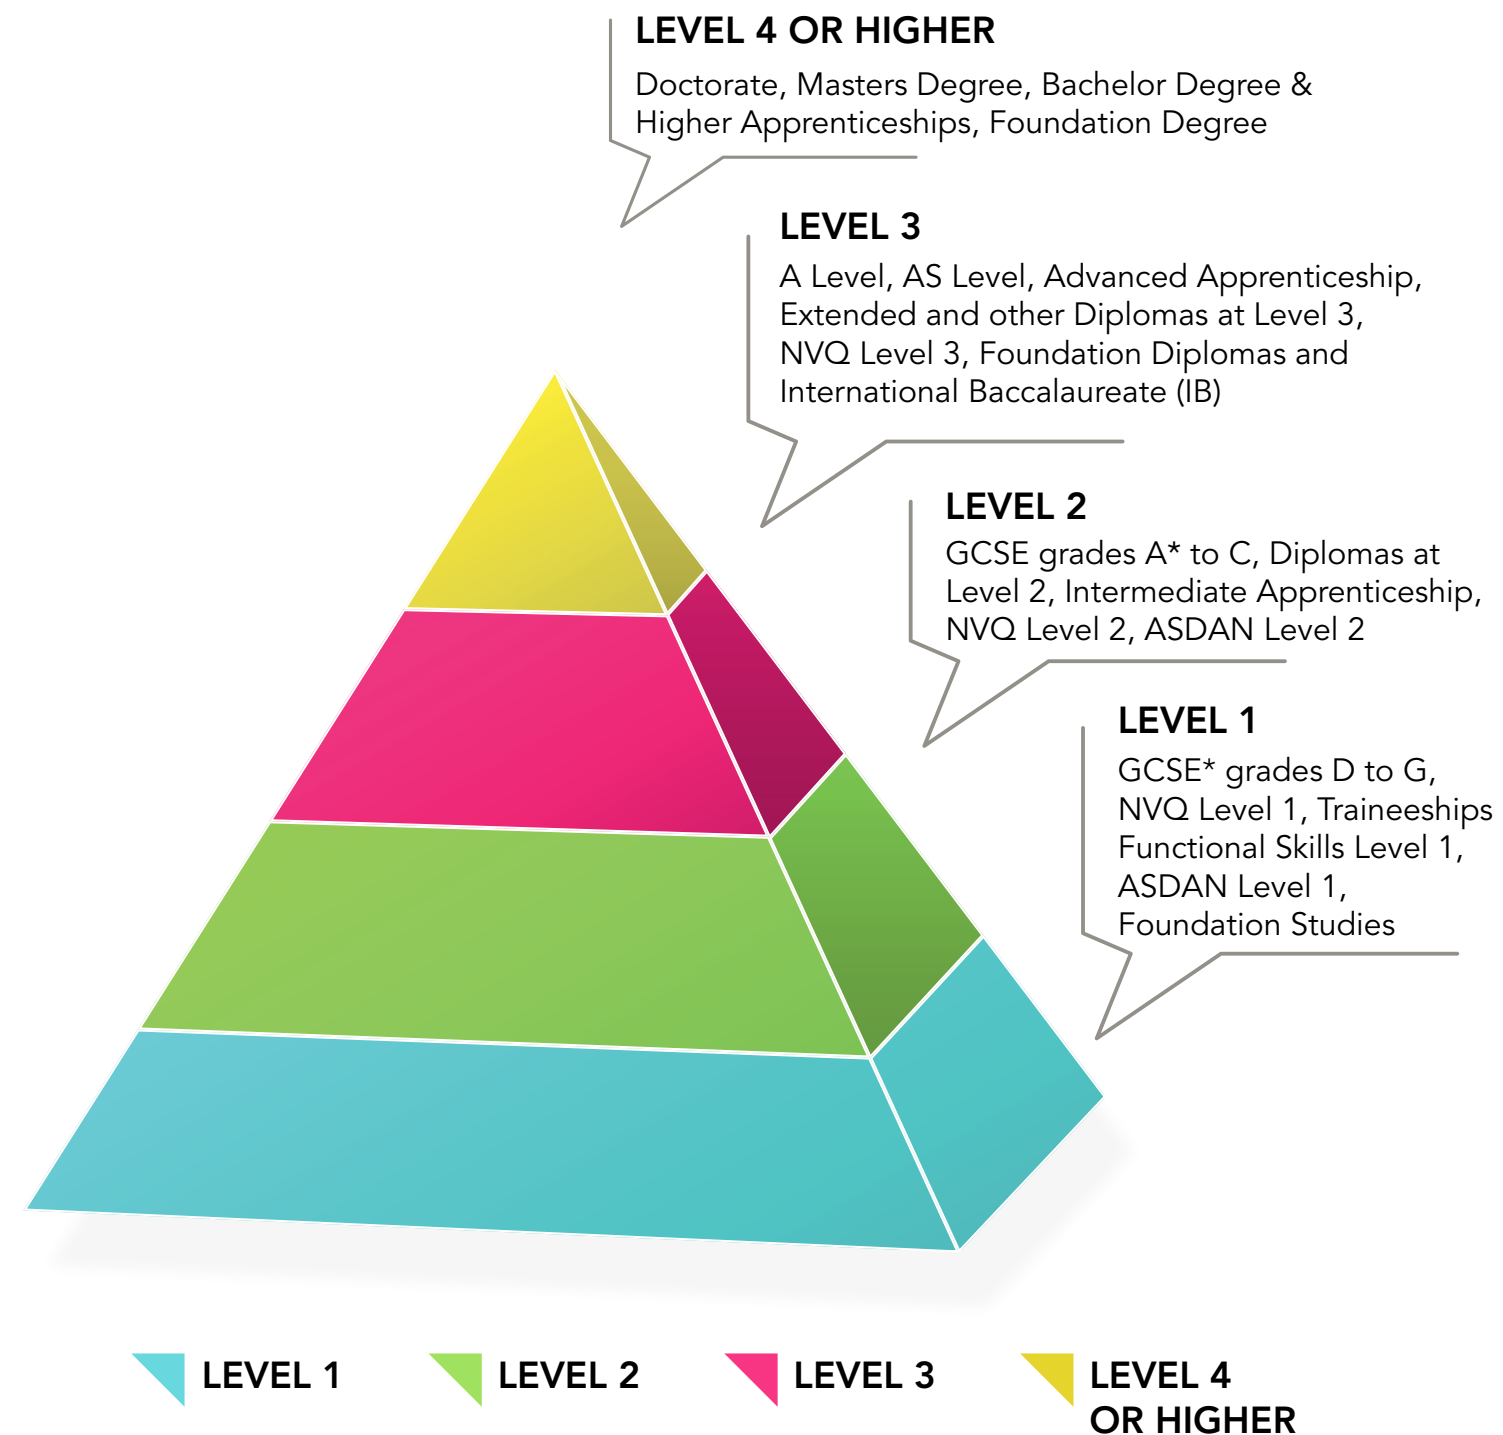 LEVEL 4 OR HIGHER
Doctorate, Masters Degree, Bachelor Degree &
Higher Apprenticeships, Foundation Degree
LEVEL 3
A Level, AS Level, Advanced Apprenticeship,
Extended and other Diplomas at Level 3,
NVQ Level 3, Foundation Diplomas and
International Baccalaureate (IB)
LEVEL 2
GCSE grades A* to C, Diplomas at
Level 2, Intermediate Apprenticeship,
NVQ Level 2, ASDAN Level 2
LEVEL 1
GCSE* grades D to G,
NVQ Level 1, Traineeships
Functional Skills Level 1,
ASDAN Level 1,
Foundation Studies
LEVEL 1
LEVEL 2
LEVEL 3
LEVEL 4
OR HIGHER